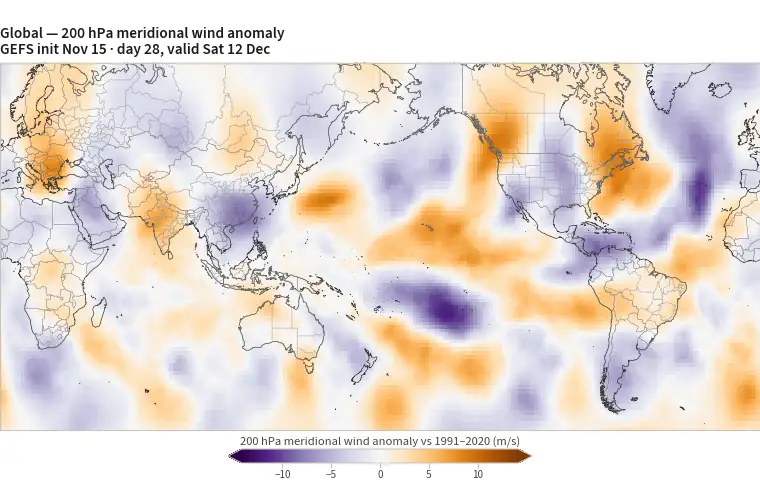 Global — 200 hPa meridional wind anomaly
GEFS init Nov 15 · day 28, valid Sat 12 Dec
200 hPa meridional wind anomaly vs 1991–2020 (m/s)
−10 −5 0 5 10